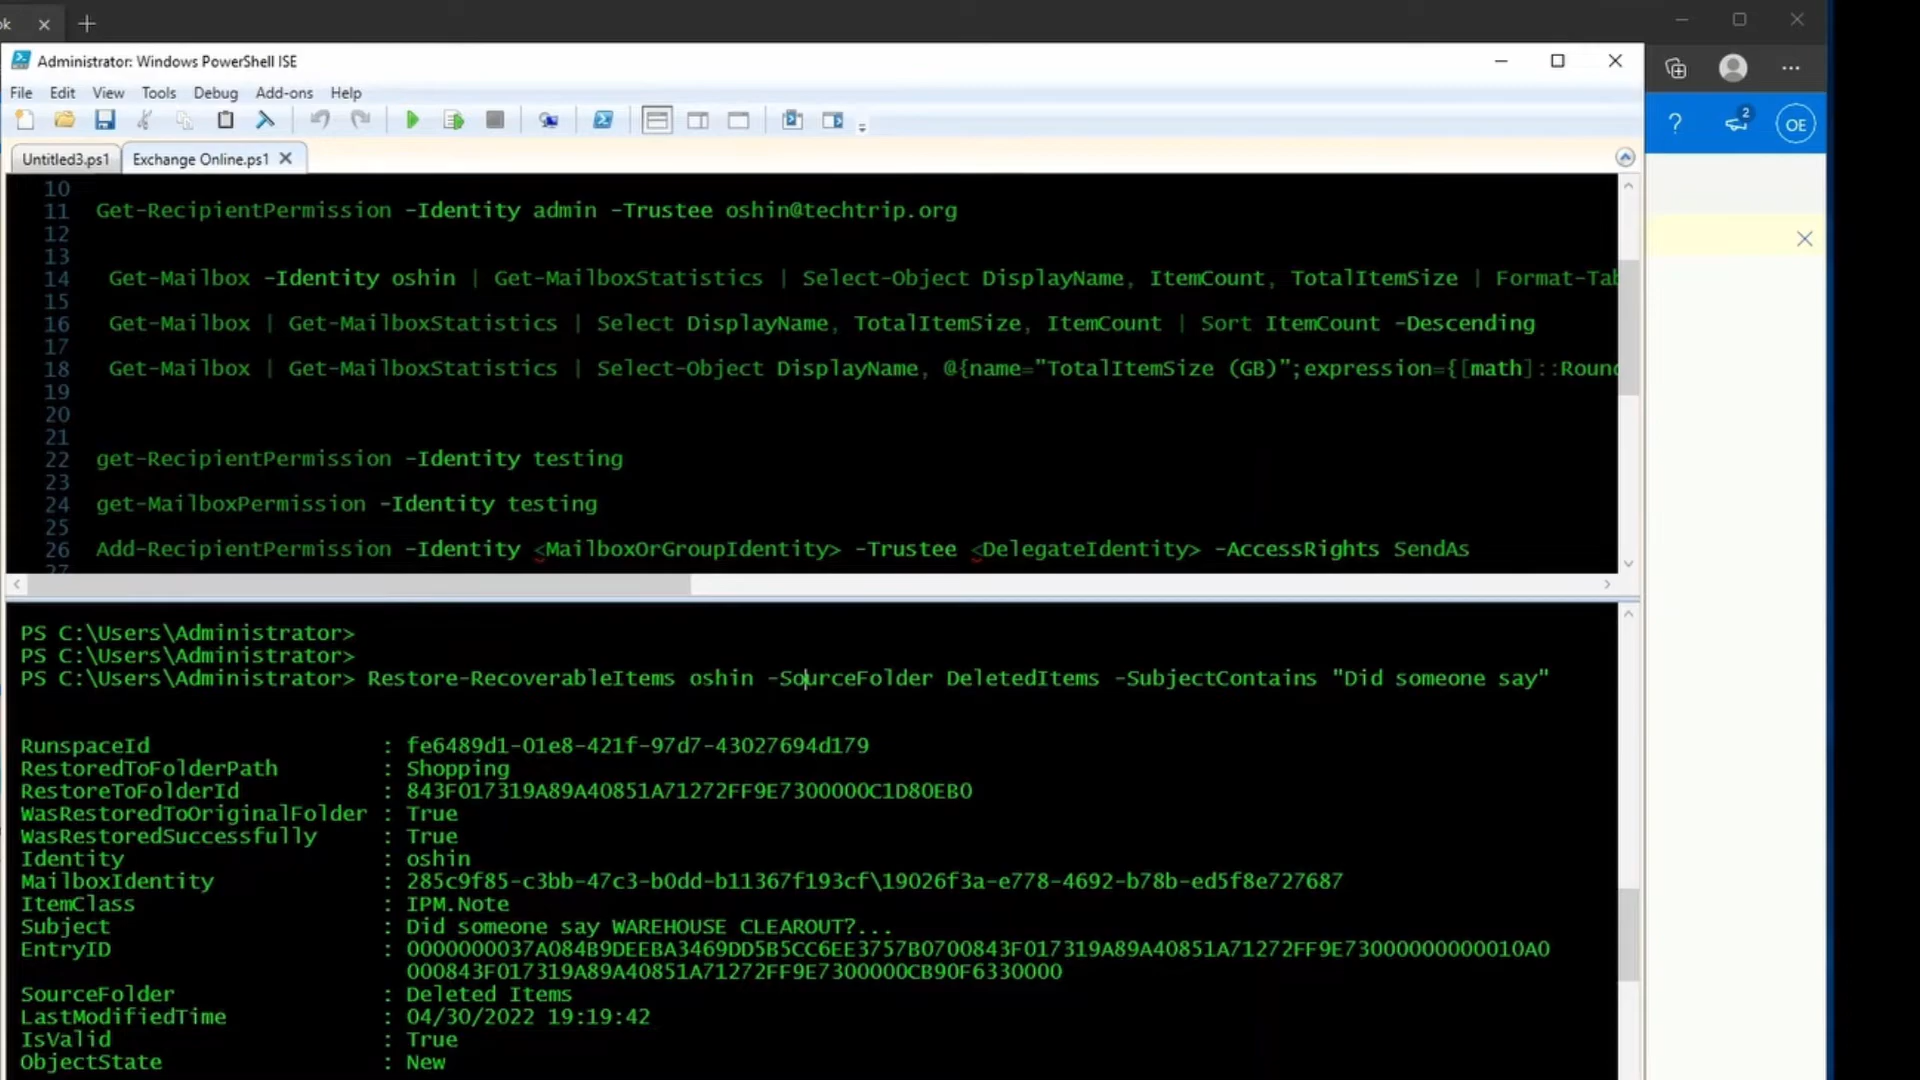 ok
Administrator: Windows PowerShell ISE
File Edit View Tools Debug Add-ons Help
? 2 OE
Untitled3.ps1 Exchange Online.ps1
10
11 Get-RecipientPermission -Identity admin -Trustee oshin@techtrip.org
12
13
14 Get-Mailbox -Identity oshin | Get-MailboxStatistics | Select-Object DisplayName, ItemCount, TotalItemSize | Format-Tab
15
16 Get-Mailbox | Get-MailboxStatistics | Select DisplayName, TotalItemSize, ItemCount | Sort ItemCount -Descending
17
18 Get-Mailbox | Get-MailboxStatistics | Select-Object DisplayName, @{name="TotalItemSize (GB)";expression={[math]::Round
19
20
21
22 get-RecipientPermission -Identity testing
23
24 get-MailboxPermission -Identity testing
25
26 Add-RecipientPermission -Identity <MailboxOrGroupIdentity> -Trustee <DelegateIdentity> -AccessRights SendAs
27
PS C:\Users\Administrator>
PS C:\Users\Administrator>
PS C:\Users\Administrator> Restore-RecoverableItems oshin -SourceFolder DeletedItems -SubjectContains "Did someone say"
RunspaceId : fe6489d1-01e8-421f-97d7-43027694d179
RestoredToFolderPath : Shopping
RestoreToFolderId : 843F017319A89A40851A71272FF9E7300000C1D80EB0
WasRestoredToOriginalFolder : True
WasRestoredSuccessfully : True
Identity : oshin
MailboxIdentity : 285c9f85-c3bb-47c3-b0dd-b11367f193cf\19026f3a-e778-4692-b78b-ed5f8e727687
ItemClass : IPM.Note
Subject : Did someone say WAREHOUSE CLEAROUT?...
EntryID : 0000000037A084B9DEEBA3469DD5B5CC6EE3757B0700843F017319A89A40851A71272FF9E73000000000010A0
000843F017319A89A40851A71272FF9E7300000CB90F6330000
SourceFolder : Deleted Items
LastModifiedTime : 04/30/2022 19:19:42
IsValid : True
ObjectState : New